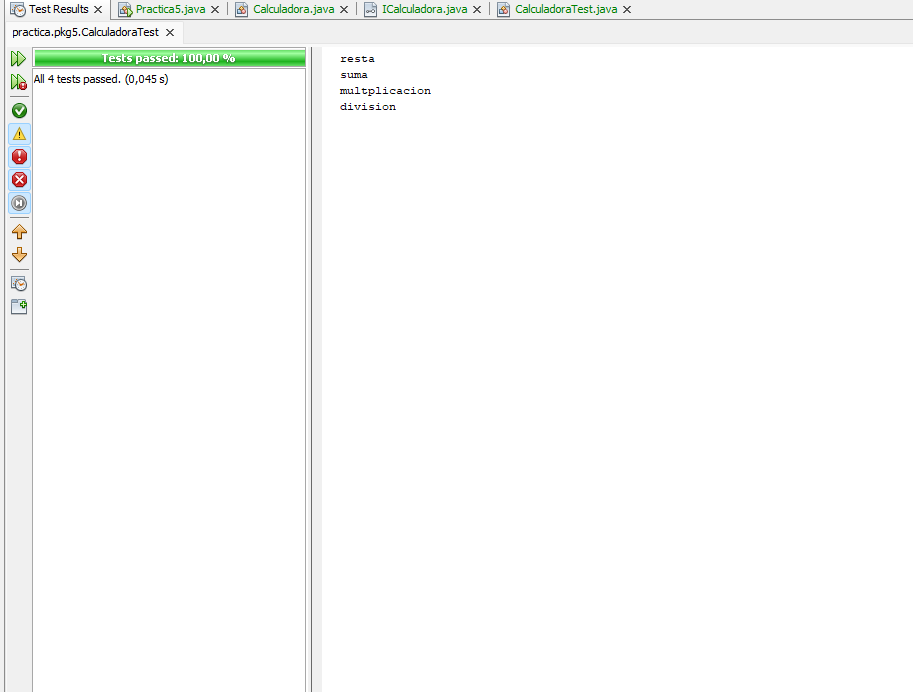 Test Results Practica5.java Calculadora.java ICalculadora.java CalculadoraTest.java
practica.pkg5.CalculadoraTest
Tests passed: 100,00 %
All 4 tests passed. (0,045 s)
resta
suma
multplicacion
division